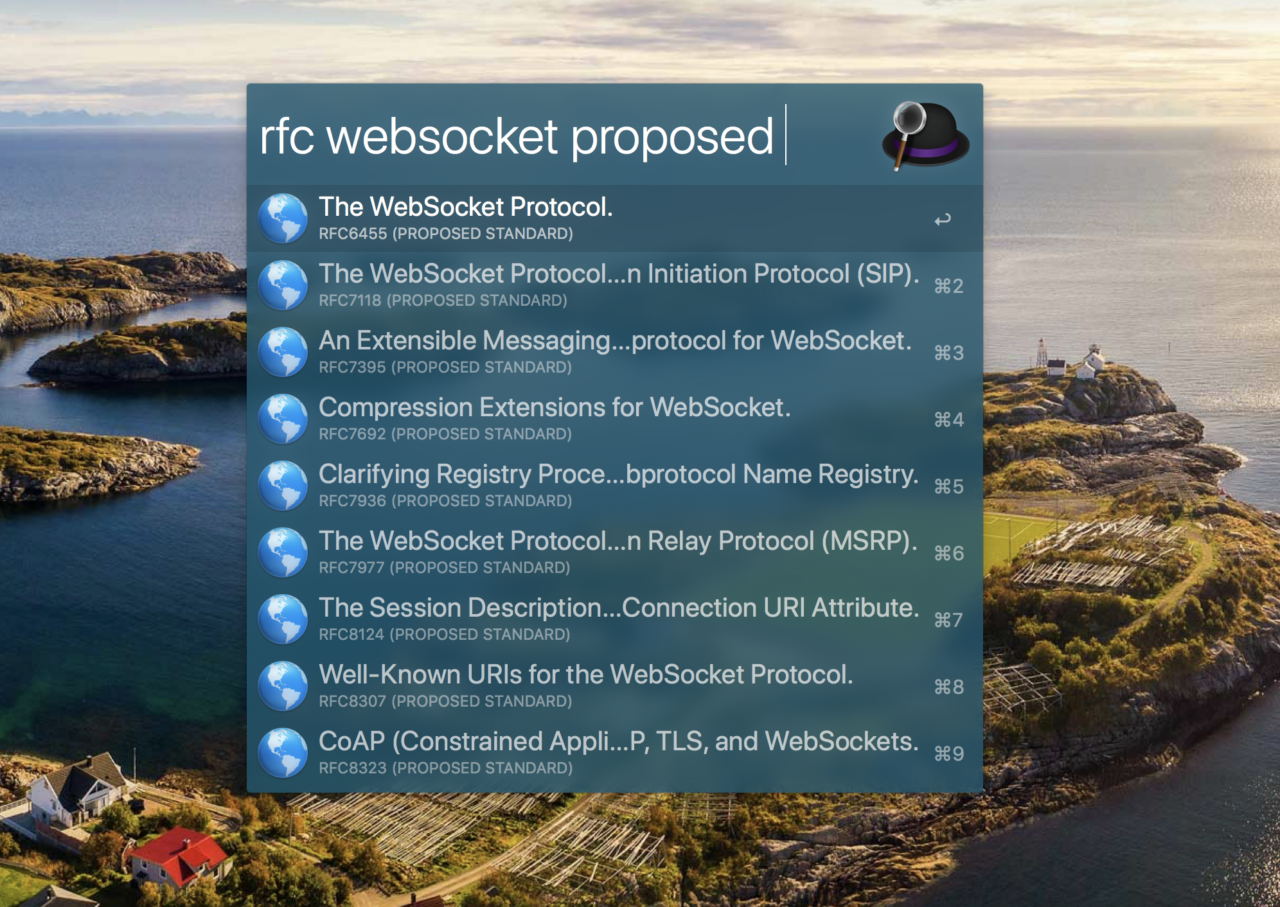 rfc websocket proposed
The WebSocket Protocol.
RFC6455 (PROPOSED STANDARD)
↩
The WebSocket Protocol...n Initiation Protocol (SIP).
RFC7118 (PROPOSED STANDARD)
⌘2
An Extensible Messaging...protocol for WebSocket.
RFC7395 (PROPOSED STANDARD)
⌘3
Compression Extensions for WebSocket.
RFC7692 (PROPOSED STANDARD)
⌘4
Clarifying Registry Proce...bprotocol Name Registry.
RFC7936 (PROPOSED STANDARD)
⌘5
The WebSocket Protocol...n Relay Protocol (MSRP).
RFC7977 (PROPOSED STANDARD)
⌘6
The Session Description...Connection URI Attribute.
RFC8124 (PROPOSED STANDARD)
⌘7
Well-Known URIs for the WebSocket Protocol.
RFC8307 (PROPOSED STANDARD)
⌘8
CoAP (Constrained Appli...P, TLS, and WebSockets.
RFC8323 (PROPOSED STANDARD)
⌘9